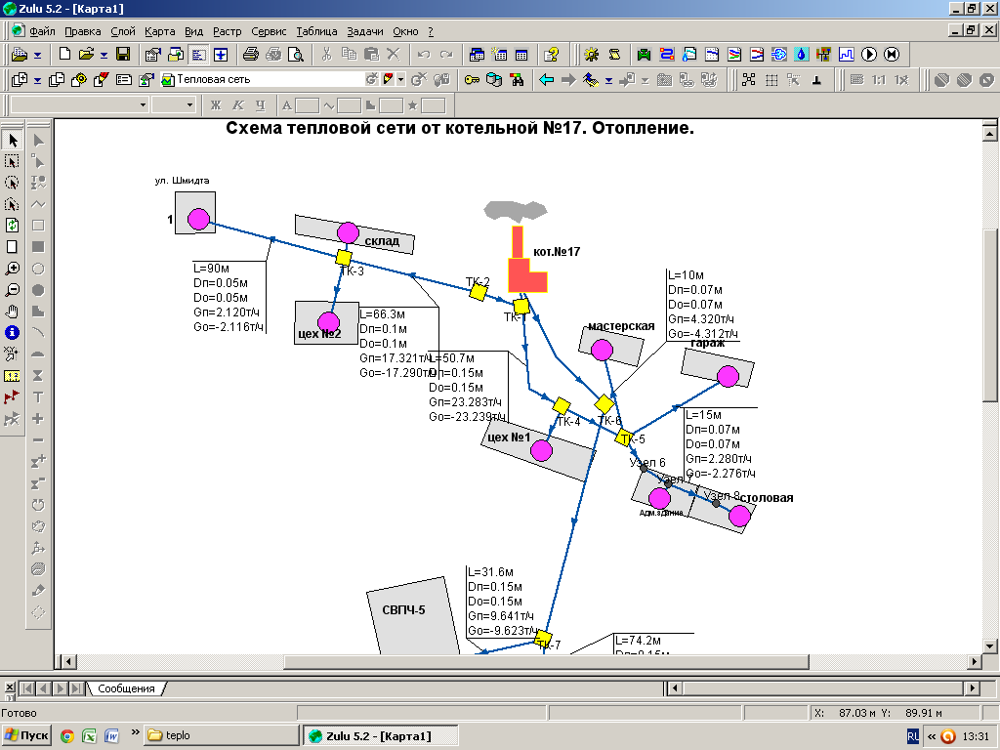 Zulu 5.2 - [Карта1]
Файл Правка Слой Карта Вид Растр Сервис Таблица Задачи Окно ?
Тепловая сеть
1:1
Ж К Ч
А
Схема тепловой сети от котельной №17. Отопление.
ул. Шмидта
1
склад
кот.№17
ТК-3
ТК-2
L=90м
Dп=0.05м
Dо=0.05м
Gп=2.120т/ч
Gо=-2.116т/ч
L=10м
Dп=0.07м
Dо=0.07м
Gп=4.320т/ч
Gо=-4.312т/ч
цех №2
L=66.3м
Dп=0.1м
Dо=0.1м
Gп=17.321т/ч
Gо=-17.290т/ч
мастерская
гараж
L=50.7м
Dп=0.15м
Dо=0.15м
Gп=23.283т/ч
Gо=-23.239т/ч
ТК-4
ТК-6
ТК-5
цех №1
L=15м
Dп=0.07м
Dо=0.07м
Gп=2.280т/ч
Gо=-2.276т/ч
Узел 6
Узел 7
Узел 8
столовая
Адм.здание
СВПЧ-5
L=31.6м
Dп=0.15м
Dо=0.15м
Gп=9.641т/ч
Gо=-9.623т/ч
ТК-7
L=74.2м
Dп=0.15м
Сообщения
Готово
X: 87.03 м Y: 89.91 м
Пуск
teplo
Zulu 5.2 - [Карта1]
RU
13:31